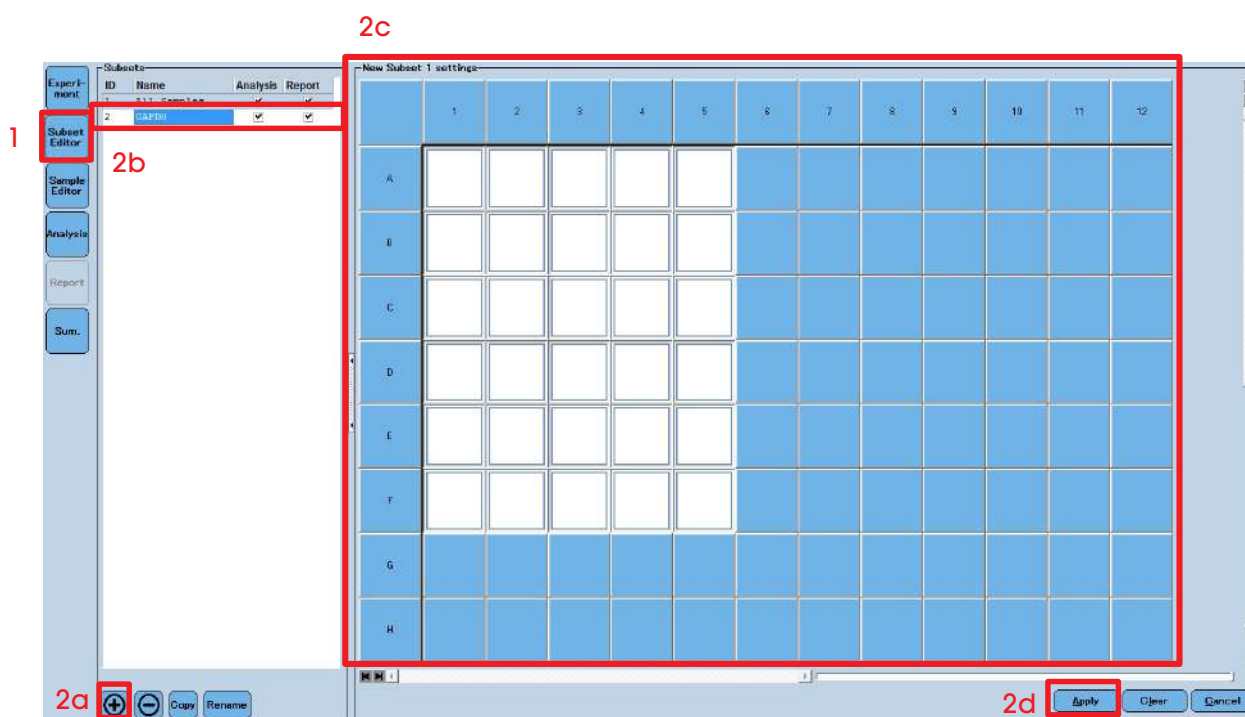 2c
Subsets
New Subset 1 settings
ID Name Analysis Report
1 All Samples
2 GAPDH
Experi-
ment
1
Subset
Editor
2b
Sample
Editor
Analysis
Report
Sum.
1 2 3 4 5 6 7 8 9 10 11 12
A
B
C
D
E
F
G
H
2a
Copy Rename
2d
Apply Clear Cancel